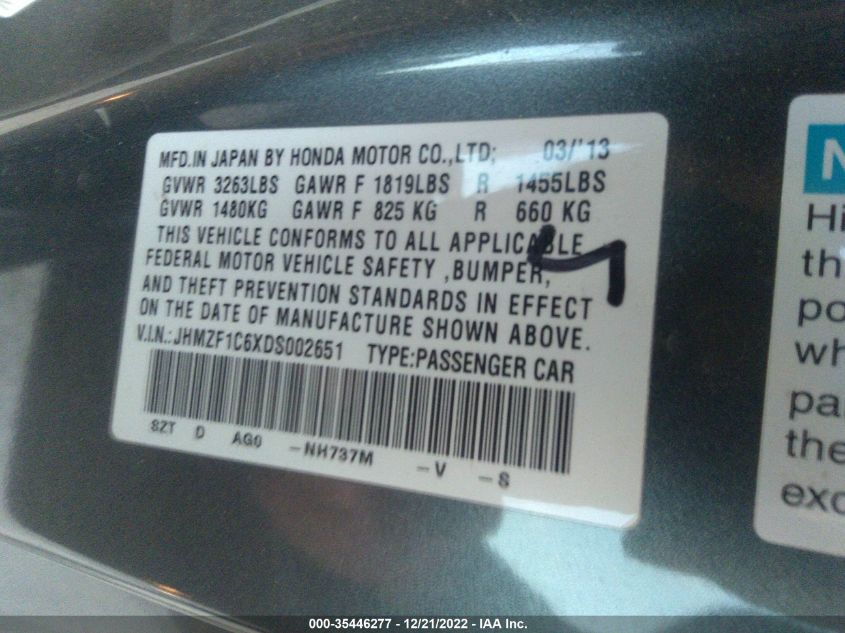 MFD.IN JAPAN BY HONDA MOTOR CO.,LTD; 03/'13
GVWR 3263LBS GAWR F 1819LBS R 1455LBS
GVWR 1480KG GAWR F 825 KG R 660 KG
THIS VEHICLE CONFORMS TO ALL APPLICABLE
FEDERAL MOTOR VEHICLE SAFETY ,BUMPER,
AND THEFT PREVENTION STANDARDS IN EFFECT
ON THE DATE OF MANUFACTURE SHOWN ABOVE.
V.I.N.:JHMZF1C6XDS002651 TYPE:PASSENGER CAR
SZT D AG0 -NH737M -V -S
N
Hi
th
po
wh
pa
the
exc
000-35446277 - 12/21/2022 - IAA Inc.